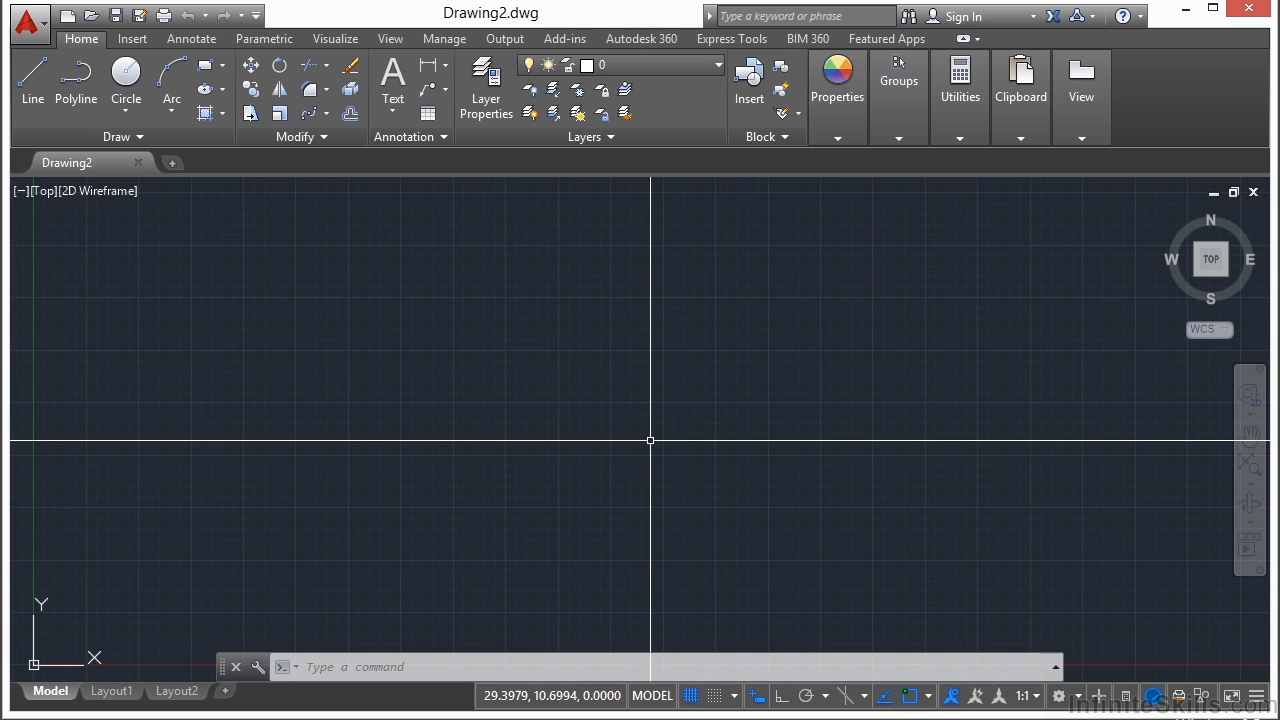 Drawing2.dwg
Type a keyword or phrase
Sign In
Home Insert Annotate Parametric Visualize View Manage Output Add-ins Autodesk 360 Express Tools BIM 360 Featured Apps
Line Polyline Circle Arc
Text
Layer Properties
0
Insert
Properties Groups Utilities Clipboard View
Draw Modify Annotation Layers Block
Drawing2
[−][Top][2D Wireframe]
N
W TOP E
S
WCS
2D
Y
X
Type a command
Model Layout1 Layout2
29.3979, 10.6994, 0.0000 MODEL 1:1
InfiniteSkills.com